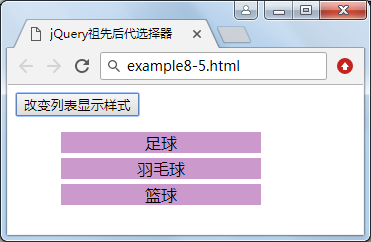 jQuery祖先后代选择器
example8-5.html
改变列表显示样式
足球
羽毛球
篮球